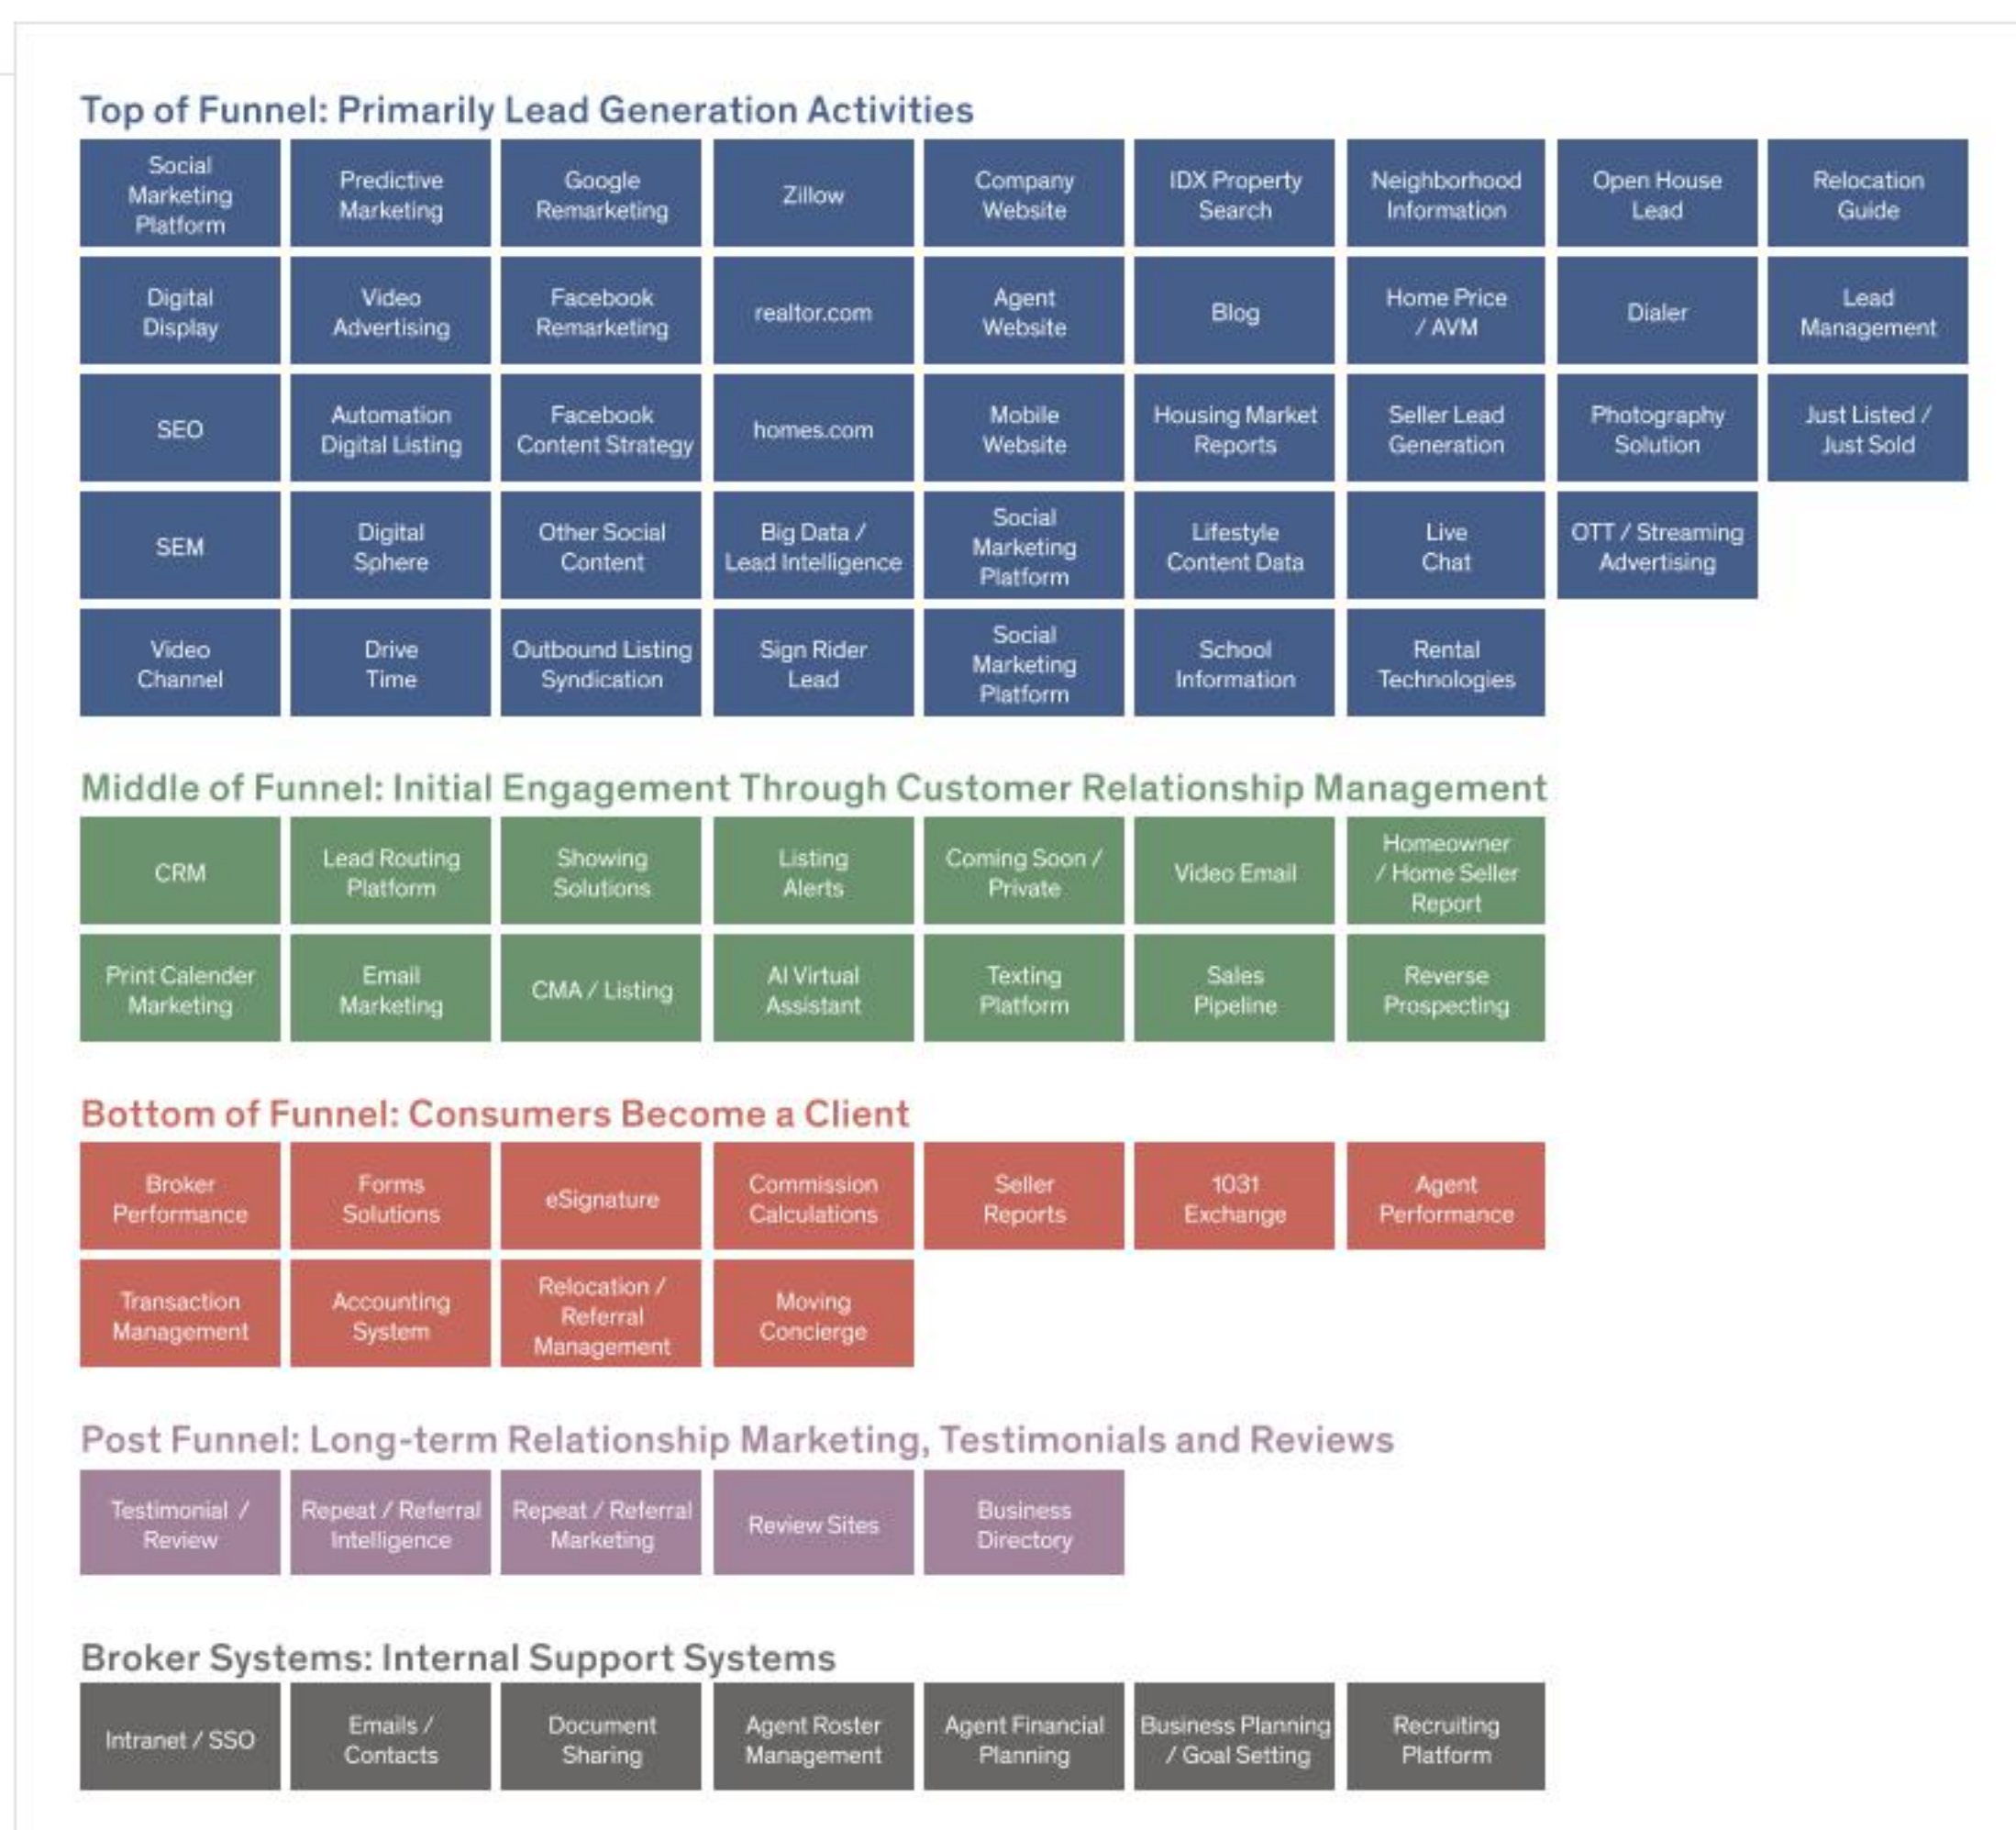 Top of Funnel: Primarily Lead Generation Activities
Social
Marketing
Platform
Predictive
Marketing
Google
Remarketing
Zillow
Company
Website
IDX Property
Search
Neighborhood
Information
Open House
Lead
Relocation
Guide
Digital
Display
Video
Advertising
Facebook
Remarketing
realtor.com
Agent
Website
Blog
Home Price
/ AVM
Dialer
Lead
Management
SEO
Automation
Digital Listing
Facebook
Content Strategy
homes.com
Mobile
Website
Housing Market
Reports
Seller Lead
Generation
Photography
Solution
Just Listed /
Just Sold
SEM
Digital
Sphere
Other Social
Content
Big Data /
Lead Intelligence
Social
Marketing
Platform
Lifestyle
Content Data
Live
Chat
OTT / Streaming
Advertising
Video
Channel
Drive
Time
Outbound Listing
Syndication
Sign Rider
Lead
Social
Marketing
Platform
School
Information
Rental
Technologies
Middle of Funnel: Initial Engagement Through Customer Relationship Management
CRM
Lead Routing
Platform
Showing
Solutions
Listing
Alerts
Coming Soon /
Private
Video Email
Homeowner
/ Home Seller
Report
Print Calender
Marketing
Email
Marketing
CMA / Listing
AI Virtual
Assistant
Texting
Platform
Sales
Pipeline
Reverse
Prospecting
Bottom of Funnel: Consumers Become a Client
Broker
Performance
Forms
Solutions
eSignature
Commission
Calculations
Seller
Reports
1031
Exchange
Agent
Performance
Transaction
Management
Accounting
System
Relocation /
Referral
Management
Moving
Concierge
Post Funnel: Long-term Relationship Marketing, Testimonials and Reviews
Testimonial /
Review
Repeat / Referral
Intelligence
Repeat / Referral
Marketing
Review Sites
Business
Directory
Broker Systems: Internal Support Systems
Intranet / SSO
Emails /
Contacts
Document
Sharing
Agent Roster
Management
Agent Financial
Planning
Business Planning
/ Goal Setting
Recruiting
Platform